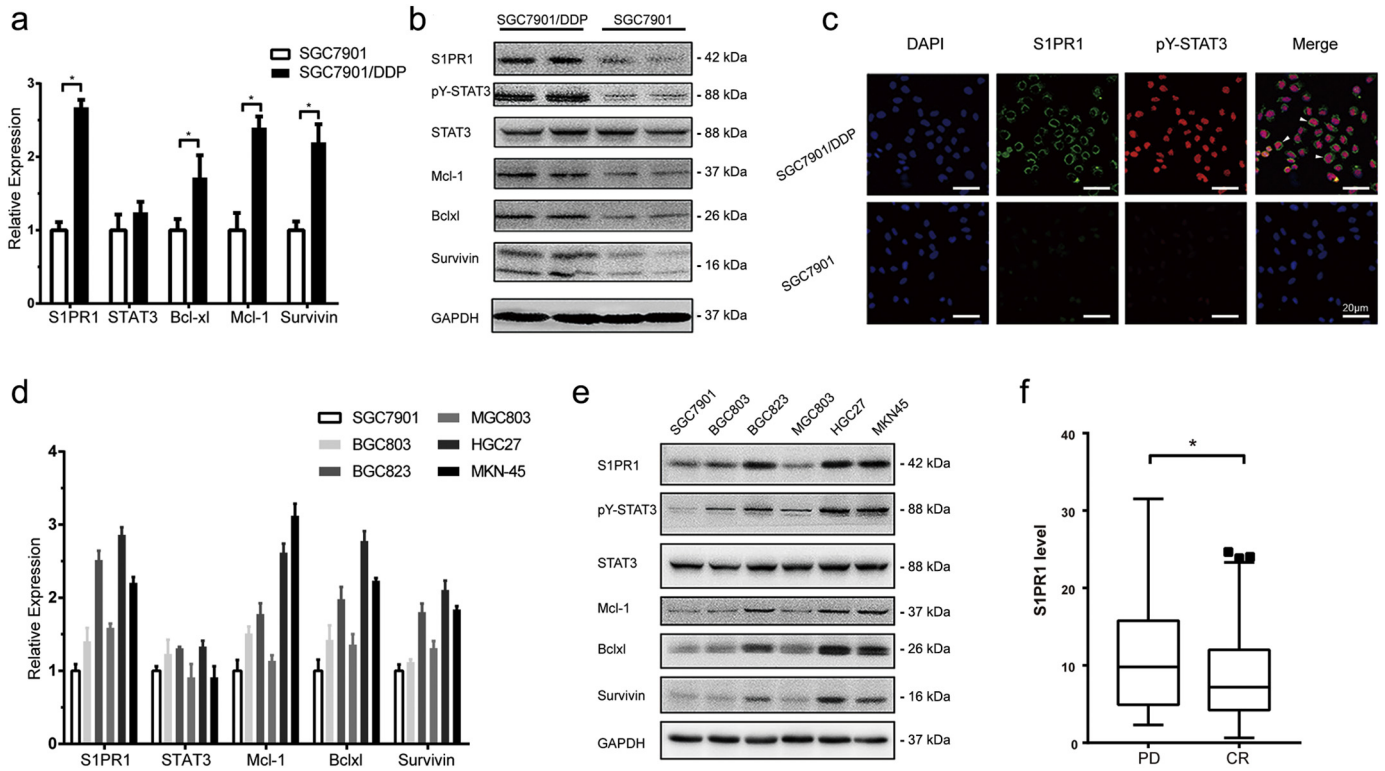 a
SGC7901
SGC7901/DDP
Relative Expression
3
2
1
0
*
*
*
*
S1PR1 STAT3 Bcl-xl Mcl-1 Survivin
b
SGC7901/DDP SGC7901
S1PR1 - 42 kDa
pY-STAT3 - 88 kDa
STAT3 - 88 kDa
Mcl-1 - 37 kDa
Bclxl - 26 kDa
Survivin - 16 kDa
GAPDH - 37 kDa
c
DAPI S1PR1 pY-STAT3 Merge
SGC7901/DDP
SGC7901
20μm
d
SGC7901 MGC803
BGC803 HGC27
BGC823 MKN-45
Relative Expression
4
3
2
1
0
S1PR1 STAT3 Mcl-1 Bclxl Survivin
e
SGC7901 BGC803 BGC823 MGC803 HGC27 MKN45
S1PR1 - 42 kDa
pY-STAT3 - 88 kDa
STAT3 - 88 kDa
Mcl-1 - 37 kDa
Bclxl - 26 kDa
Survivin - 16 kDa
GAPDH - 37 kDa
f
S1PR1 level
40
30
20
10
0
*
PD CR